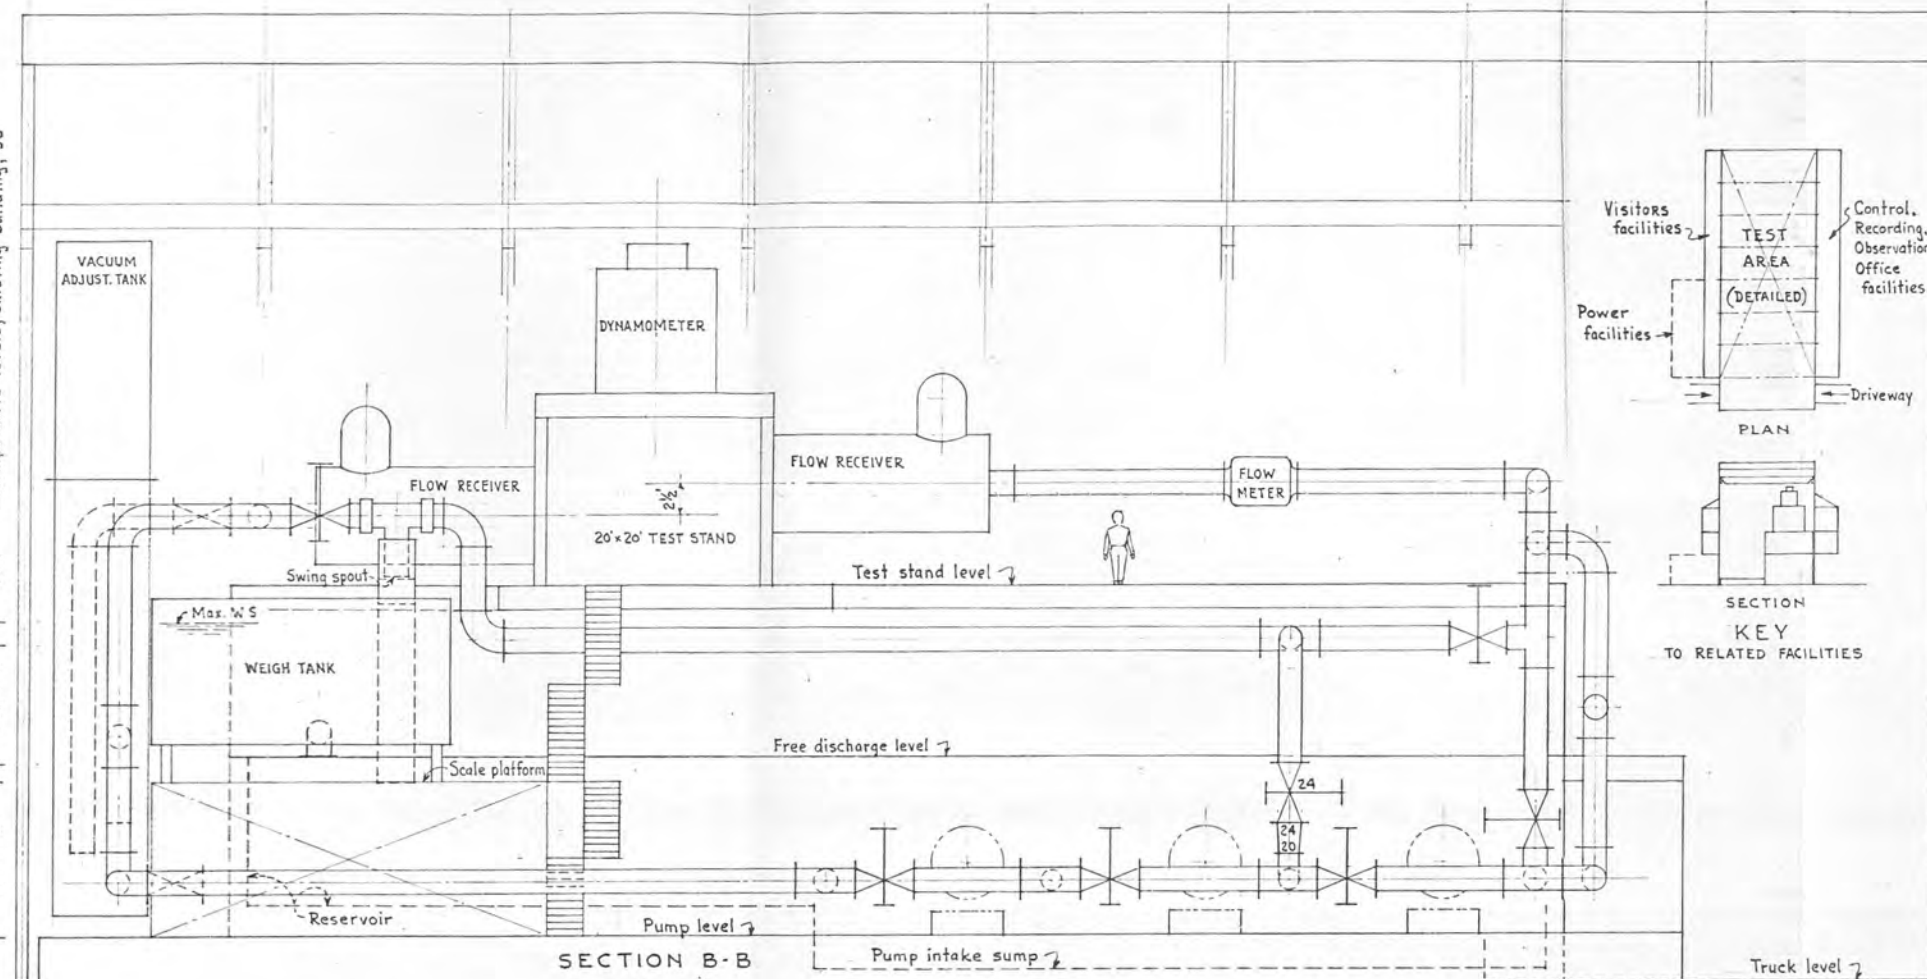 VACUUM
ADJUST. TANK
DYNAMOMETER
FLOW RECEIVER
FLOW RECEIVER
2½'
20'×20' TEST STAND
FLOW
METER
Swing spout
Test stand level
Max. W S
WEIGH TANK
Free discharge level
Scale platform
24
24
20
Reservoir
Pump level
Pump intake sump
Truck level
SECTION B-B
Visitors
facilities
TEST
AREA
(DETAILED)
Control,
Recording,
Observation
Office
facilities
Power
facilities
Driveway
PLAN
SECTION
KEY
TO RELATED FACILITIES